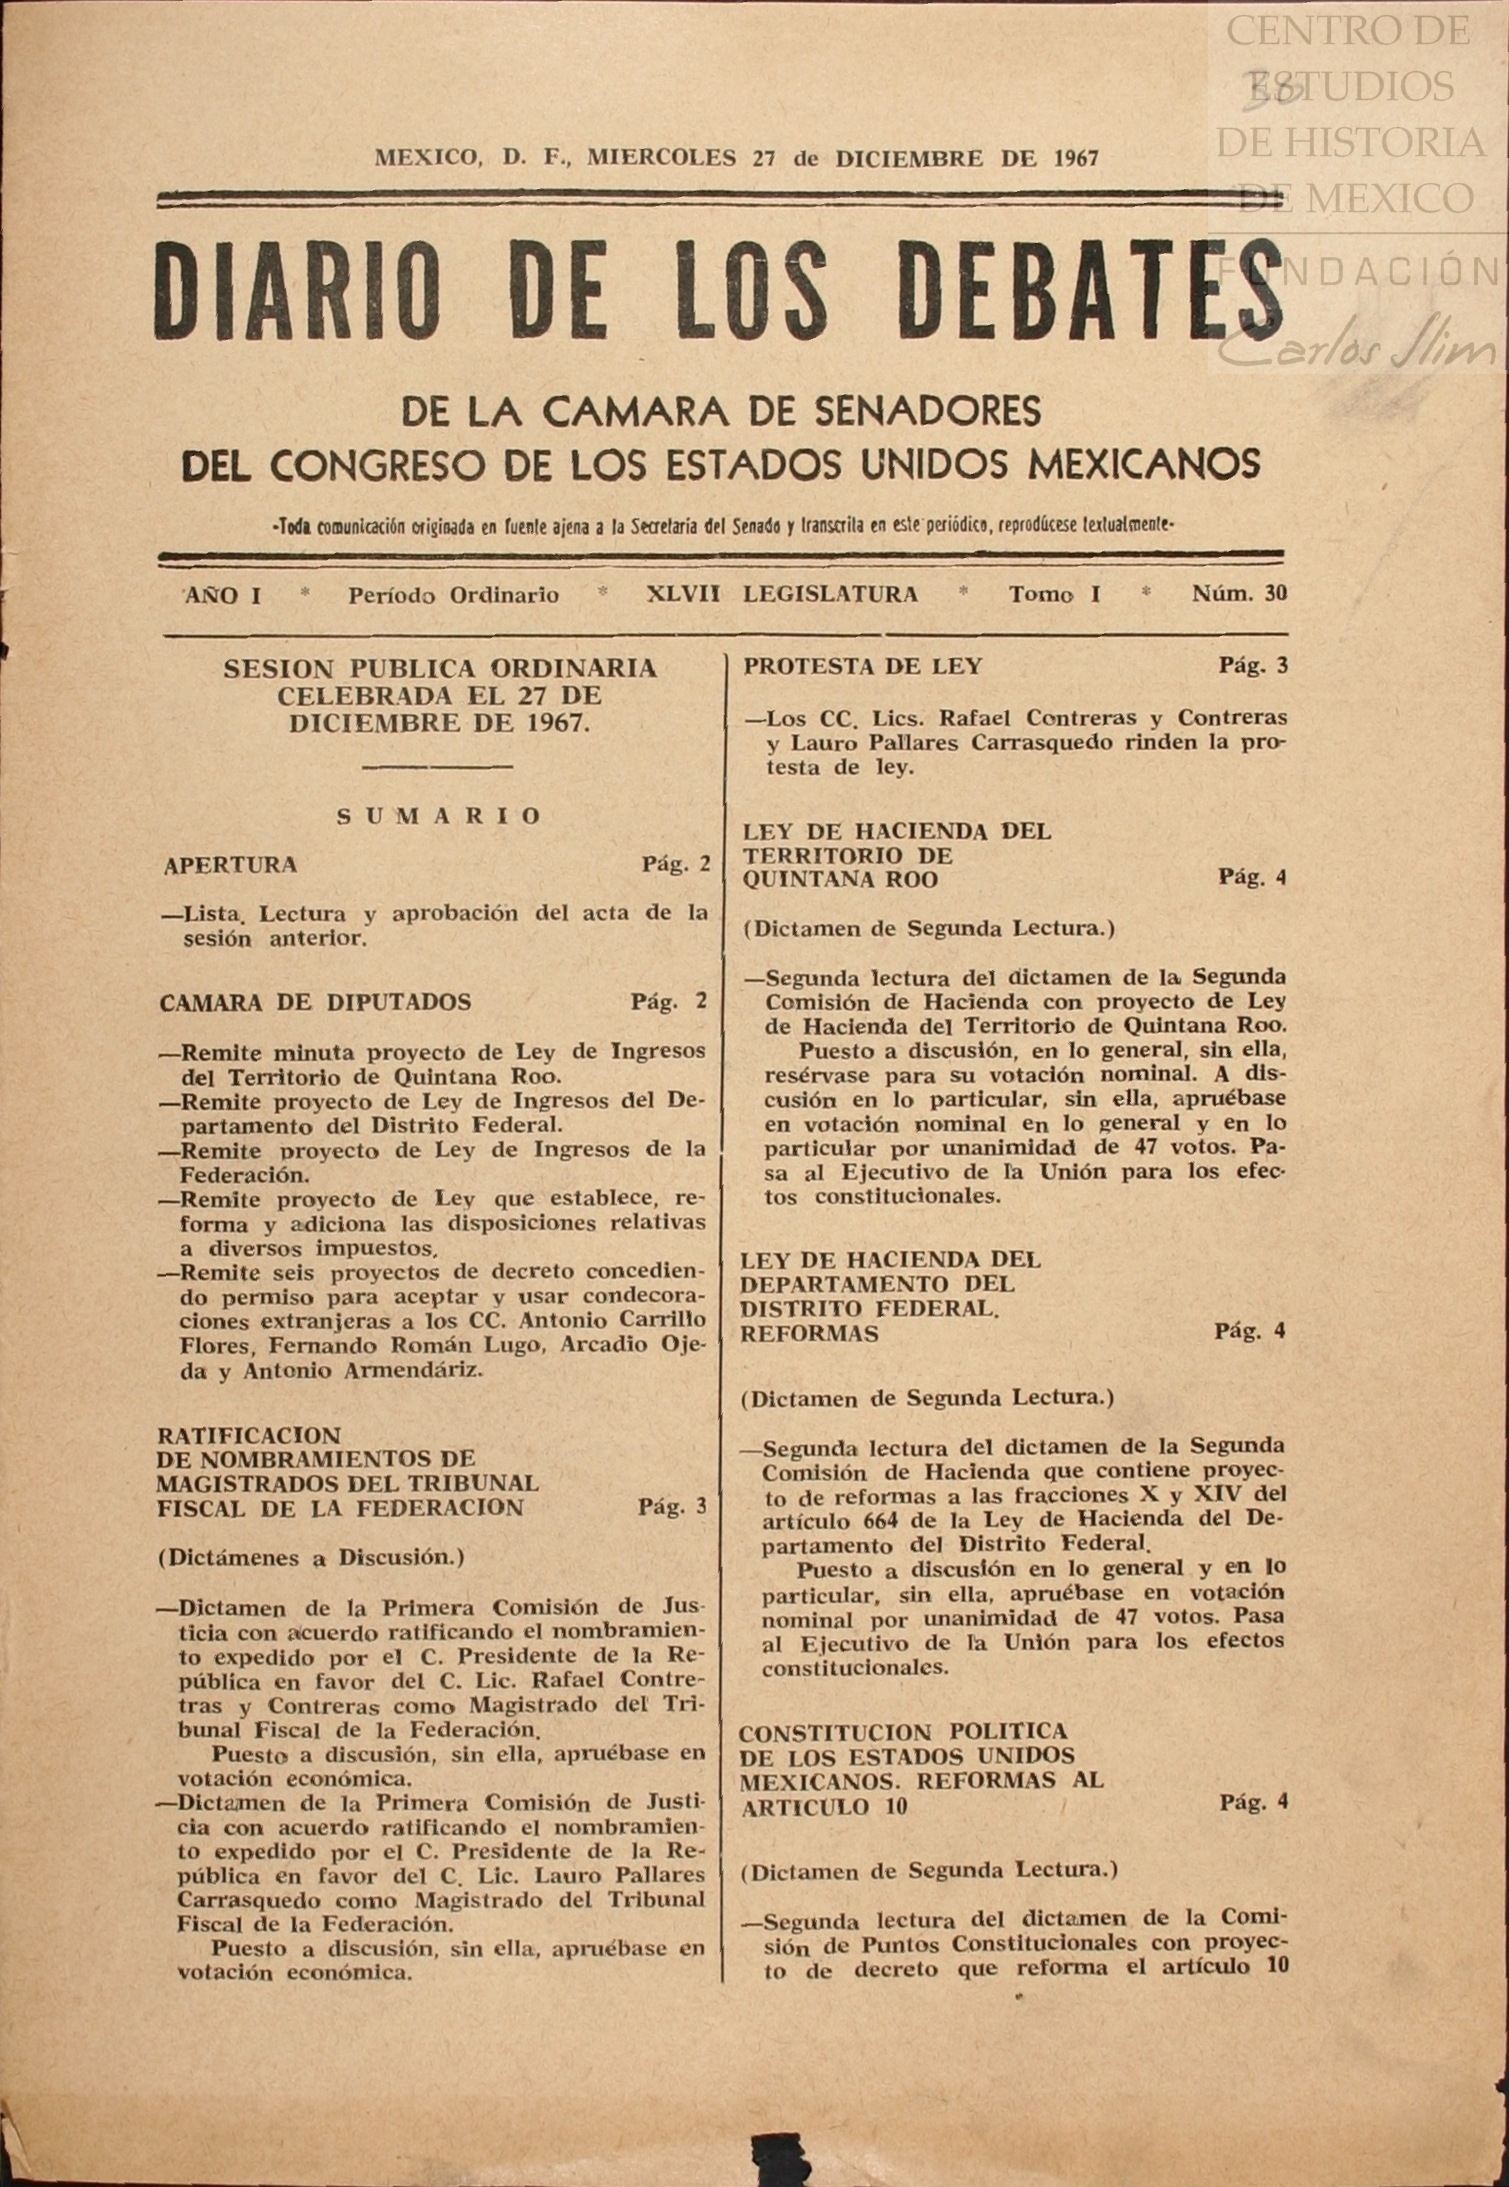 CENTRO DE
ESTUDIOS
DE HISTORIA
DE MEXICO
FUNDACIÓN
Carlos Slim
30
MEXICO, D. F., MIERCOLES 27 de DICIEMBRE DE 1967
DIARIO DE LOS DEBATES
DE LA CAMARA DE SENADORES
DEL CONGRESO DE LOS ESTADOS UNIDOS MEXICANOS
-Toda comunicación originada en fuente ajena a la Secretaría del Senado y transcrita en este periódico, reprodúcese textualmente-
AÑO I * Período Ordinario * XLVII LEGISLATURA * Tomo I * Núm. 30
SESION PUBLICA ORDINARIA
CELEBRADA EL 27 DE
DICIEMBRE DE 1967.
SUMARIO
APERTURA Pág. 2
—Lista. Lectura y aprobación del acta de la
sesión anterior.
CAMARA DE DIPUTADOS Pág. 2
—Remite minuta proyecto de Ley de Ingresos
del Territorio de Quintana Roo.
—Remite proyecto de Ley de Ingresos del De-
partamento del Distrito Federal.
—Remite proyecto de Ley de Ingresos de la
Federación.
—Remite proyecto de Ley que establece, re-
forma y adiciona las disposiciones relativas
a diversos impuestos.
—Remite seis proyectos de decreto concedien-
do permiso para aceptar y usar condecora-
ciones extranjeras a los CC. Antonio Carrillo
Flores, Fernando Román Lugo, Arcadio Oje-
da y Antonio Armendáriz.
RATIFICACION
DE NOMBRAMIENTOS DE
MAGISTRADOS DEL TRIBUNAL
FISCAL DE LA FEDERACION Pág. 3
(Dictámenes a Discusión.)
—Dictamen de la Primera Comisión de Jus-
ticia con acuerdo ratificando el nombramien-
to expedido por el C. Presidente de la Re-
pública en favor del C. Lic. Rafael Contre-
tras y Contreras como Magistrado del Tri-
bunal Fiscal de la Federación.
Puesto a discusión, sin ella, apruébase en
votación económica.
—Dictamen de la Primera Comisión de Justi-
cia con acuerdo ratificando el nombramien-
to expedido por el C. Presidente de la Re-
pública en favor del C. Lic. Lauro Pallares
Carrasquedo como Magistrado del Tribunal
Fiscal de la Federación.
Puesto a discusión, sin ella, apruébase en
votación económica.
PROTESTA DE LEY Pág. 3
—Los CC. Lics. Rafael Contreras y Contreras
y Lauro Pallares Carrasquedo rinden la pro-
testa de ley.
LEY DE HACIENDA DEL
TERRITORIO DE
QUINTANA ROO Pág. 4
(Dictamen de Segunda Lectura.)
—Segunda lectura del dictamen de la Segunda
Comisión de Hacienda con proyecto de Ley
de Hacienda del Territorio de Quintana Roo.
Puesto a discusión, en lo general, sin ella,
resérvase para su votación nominal. A dis-
cusión en lo particular, sin ella, apruébase
en votación nominal en lo general y en lo
particular por unanimidad de 47 votos. Pa-
sa al Ejecutivo de la Unión para los efec-
tos constitucionales.
LEY DE HACIENDA DEL
DEPARTAMENTO DEL
DISTRITO FEDERAL.
REFORMAS Pág. 4
(Dictamen de Segunda Lectura.)
—Segunda lectura del dictamen de la Segunda
Comisión de Hacienda que contiene proyec-
to de reformas a las fracciones X y XIV del
artículo 664 de la Ley de Hacienda del De-
partamento del Distrito Federal.
Puesto a discusión en lo general y en lo
particular, sin ella, apruébase en votación
nominal por unanimidad de 47 votos. Pasa
al Ejecutivo de la Unión para los efectos
constitucionales.
CONSTITUCION POLITICA
DE LOS ESTADOS UNIDOS
MEXICANOS. REFORMAS AL
ARTICULO 10 Pág. 4
(Dictamen de Segunda Lectura.)
—Segunda lectura del dictamen de la Comi-
sión de Puntos Constitucionales con proyec-
to de decreto que reforma el artículo 10